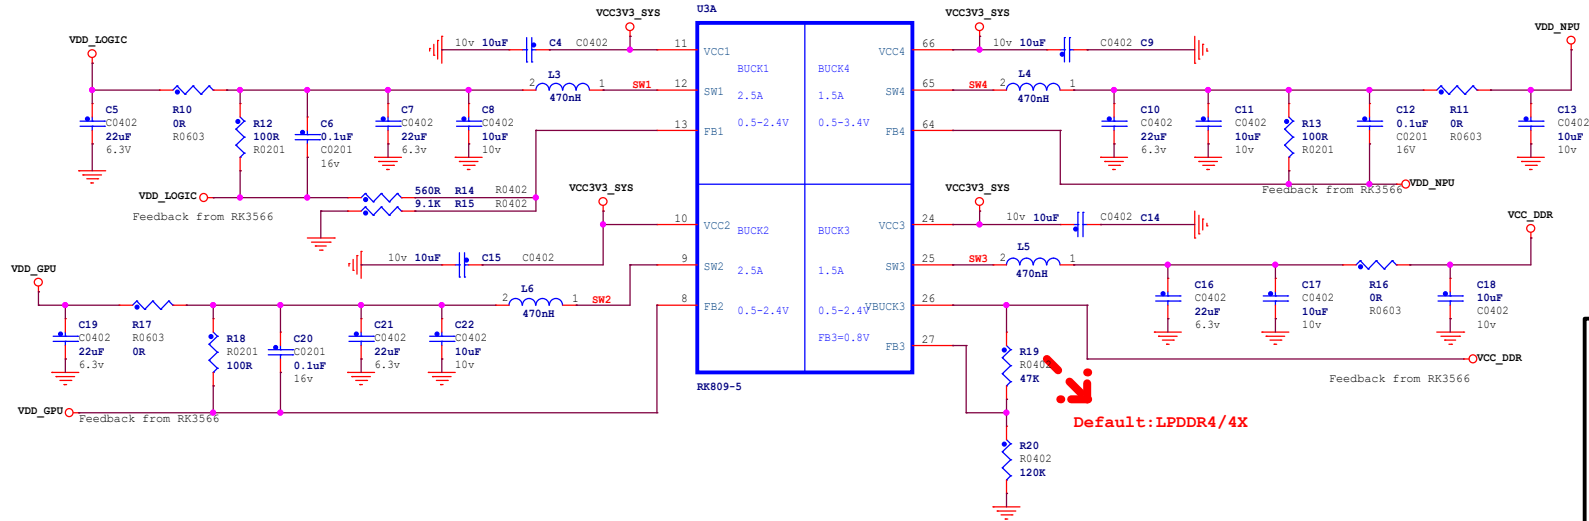 U3A
RK809-5
VCC3V3_SYS
10v 10uF C4 C0402
11 VCC1
VDD_LOGIC
C5
C0402
22uF
6.3V
R10
0R
R0603
R12
100R
R0201
C6
0.1uF
C0201
16v
C7
C0402
22uF
6.3v
C8
C0402
10uF
10v
2 L3 1
470nH
SW1
12 SW1
13 FB1
BUCK1
2.5A
0.5-2.4V
VDD_LOGIC
Feedback from RK3566
560R R14 R0402
9.1K R15 R0402
VCC3V3_SYS
10v 10uF C15 C0402
10 VCC2
9 SW2
8 FB2
BUCK2
2.5A
0.5-2.4V
VDD_GPU
C19
C0402
22uF
6.3v
R17
R0603
0R
R18
R0201
100R
C20
C0201
0.1uF
16v
C21
C0402
22uF
6.3v
C22
C0402
10uF
10v
2 L6 1
470nH
SW2
VDD_GPU
Feedback from RK3566
VCC3V3_SYS
10v 10uF C0402 C9
66 VCC4
65 SW4
64 FB4
BUCK4
1.5A
0.5-3.4V
SW4
2 L4 1
470nH
C10
C0402
22uF
6.3v
C11
C0402
10uF
10v
R13
100R
R0201
C12
0.1uF
C0201
16V
R11
0R
R0603
VDD_NPU
C13
C0402
10uF
10v
Feedback from RK3566
VDD_NPU
VCC3V3_SYS
10v 10uF C0402 C14
24 VCC3
25 SW3
26 VBUCK3
27 FB3
BUCK3
1.5A
0.5-2.4V
FB3=0.8V
SW3
2 L5 1
470nH
C16
C0402
22uF
6.3v
C17
C0402
10uF
10v
R16
0R
R0603
VCC_DDR
C18
10uF
C0402
10v
VCC_DDR
Feedback from RK3566
R19
R0402
47K
R20
R0402
120K
Default:LPDDR4/4X